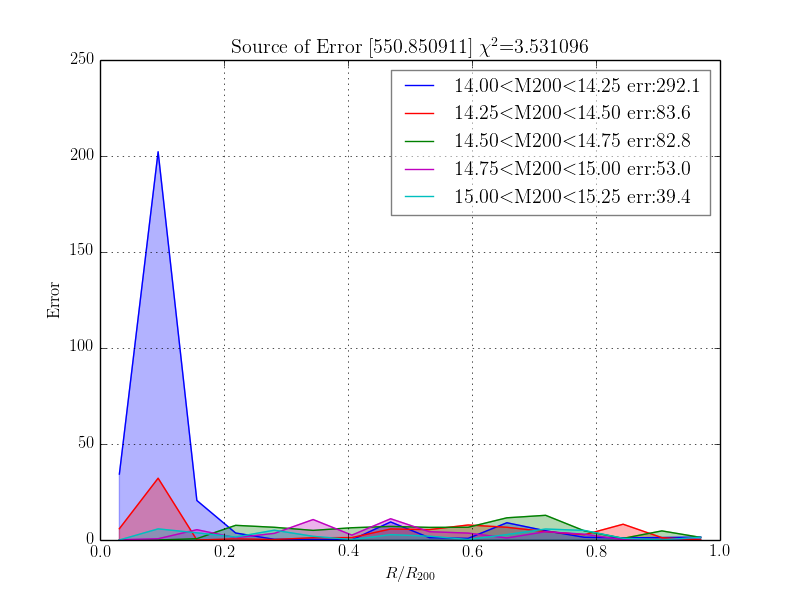 Source of Error [550.850911] χ²=3.531096
250
200
150
100
50
0
Error
14.00<M200<14.25 err:292.1
14.25<M200<14.50 err:83.6
14.50<M200<14.75 err:82.8
14.75<M200<15.00 err:53.0
15.00<M200<15.25 err:39.4
0.0 0.2 0.4 0.6 0.8 1.0
R/R₂₀₀